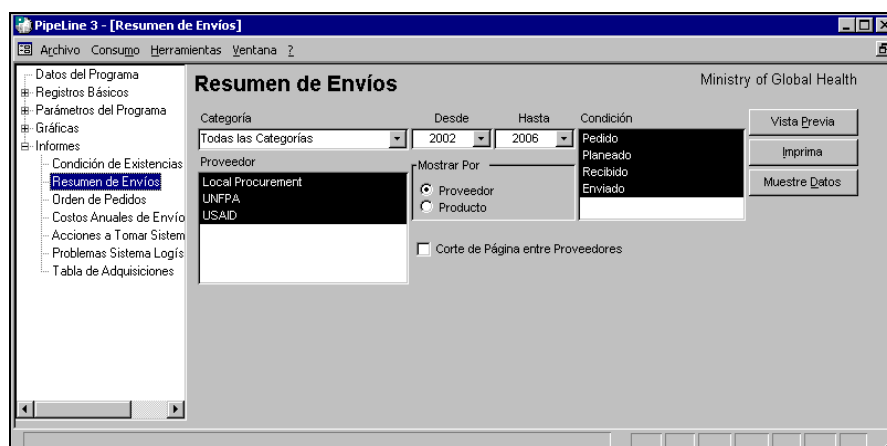 PipeLine 3 - [Resumen de Envíos]
Archivo Consumo Herramientas Ventana ?
Datos del Programa
Registros Básicos
Parámetros del Programa
Gráficas
Informes
Condición de Existencias
Resumen de Envíos
Orden de Pedidos
Costos Anuales de Envío
Acciones a Tomar Sistem
Problemas Sistema Logís
Tabla de Adquisiciones
Resumen de Envíos
Ministry of Global Health
Categoría
Desde
Hasta
Condición
Todas las Categorías
2002
2006
Pedido
Planeado
Recibido
Enviado
Vista Previa
Imprima
Muestre Datos
Proveedor
Local Procurement
UNFPA
USAID
Mostrar Por
Proveedor
Producto
Corte de Página entre Proveedores